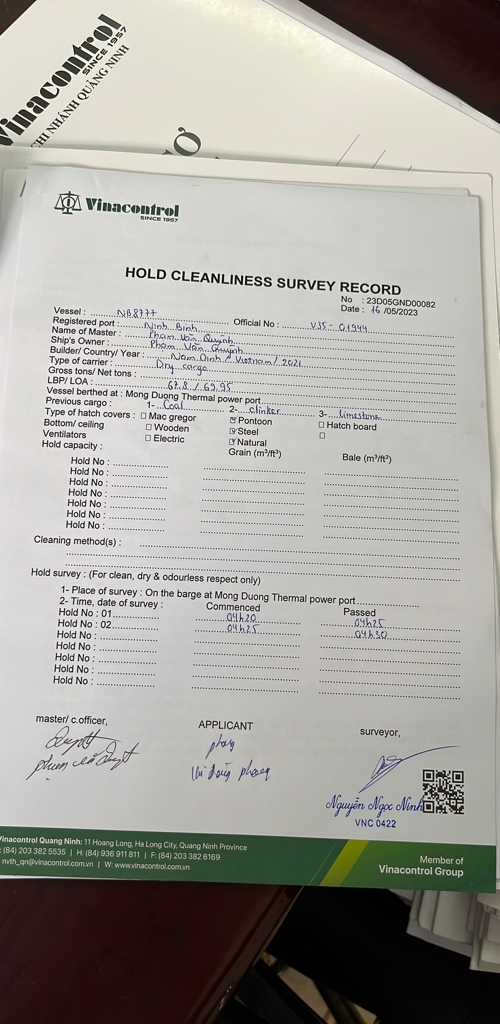 Vinacontrol
SINCE 1957
CHI NHÁNH QUẢNG NINH
Vinacontrol
SINCE 1957
HOLD CLEANLINESS SURVEY RECORD
No : 23D05GND00082
Date : 16 /05/2023
Vessel : NB8777
Official No : V35 - 01944
Registered port : Ninh Bình
Name of Master : Phạm Văn Quỳnh
Ship's Owner : Phạm Văn Quỳnh
Builder/ Country/ Year : Nam Định / Vietnam / 2021
Type of carrier : Dry cargo
Gross tons/ Net tons :
LBP/ LOA : 67.8 / 69.95
Vessel berthed at : Mong Duong Thermal power port
Previous cargo : 1- Coal 2- clinker 3- limestone
Type of hatch covers : ☐ Mac gregor ☑ Pontoon ☐ Hatch board
Bottom/ ceiling ☐ Wooden ☑ Steel ☐
Ventilators ☐ Electric ☑ Natural
Hold capacity : Grain (m³/ft³) Bale (m³/ft³)
Hold No :
Hold No :
Hold No :
Hold No :
Hold No :
Hold No :
Hold No :
Cleaning method(s) :
Hold survey : (For clean, dry & odourless respect only)
1- Place of survey : On the barge at Mong Duong Thermal power port
2- Time, date of survey : Commenced Passed
Hold No : 01 04h20 04h25
Hold No : 02 04h25 04h30
Hold No :
Hold No :
Hold No :
Hold No :
Hold No :
master/ c.officer, APPLICANT surveyor,
Nguyễn Ngọc Ninh
VNC 0422
Vinacontrol Quang Ninh: 11 Hoang Long, Ha Long City, Quang Ninh Province
(84) 203 382 5535 | H: (84) 936 911 811 | F: (84) 203 382 6169
nvth_qn@vinacontrol.com.vn | W: www.vinacontrol.com.vn
Member of
Vinacontrol Group